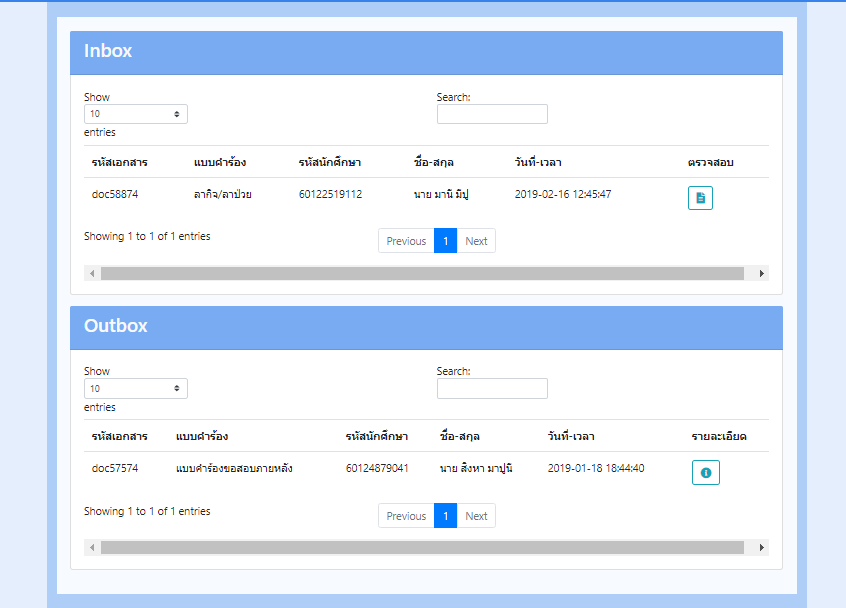 Inbox
Show
10
entries
Search:
รหัสเอกสาร แบบคำร้อง รหัสนักศึกษา ชื่อ-สกุล วันที่-เวลา ตรวจสอบ
doc58874 ลากิจ/ลาป่วย 60122519112 นาย มานิ มิปู 2019-02-16 12:45:47
Showing 1 to 1 of 1 entries
Previous 1 Next
Outbox
Show
10
entries
Search:
รหัสเอกสาร แบบคำร้อง รหัสนักศึกษา ชื่อ-สกุล วันที่-เวลา รายละเอียด
doc57574 แบบคำร้องขอสอบภายหลัง 60124879041 นาย สิงหา มาปูนิ 2019-01-18 18:44:40
Showing 1 to 1 of 1 entries
Previous 1 Next